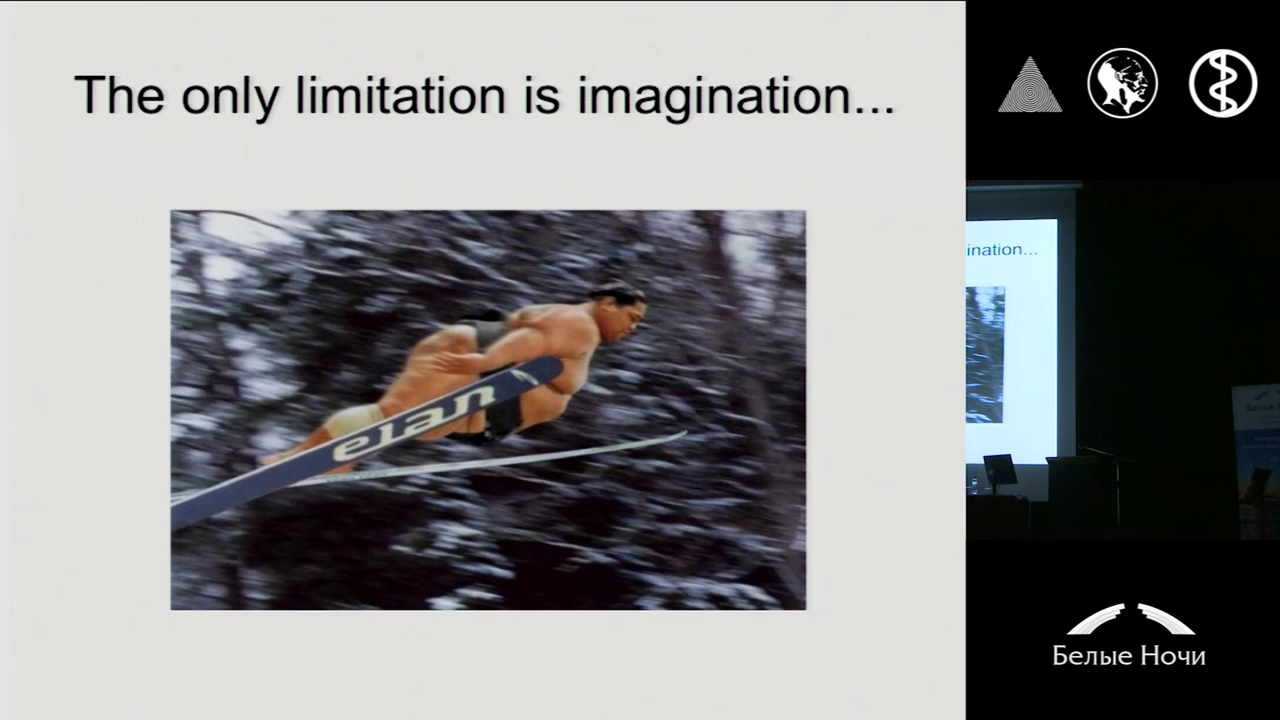 The only limitation is imagination...
elan
ination...
Белые Ночи